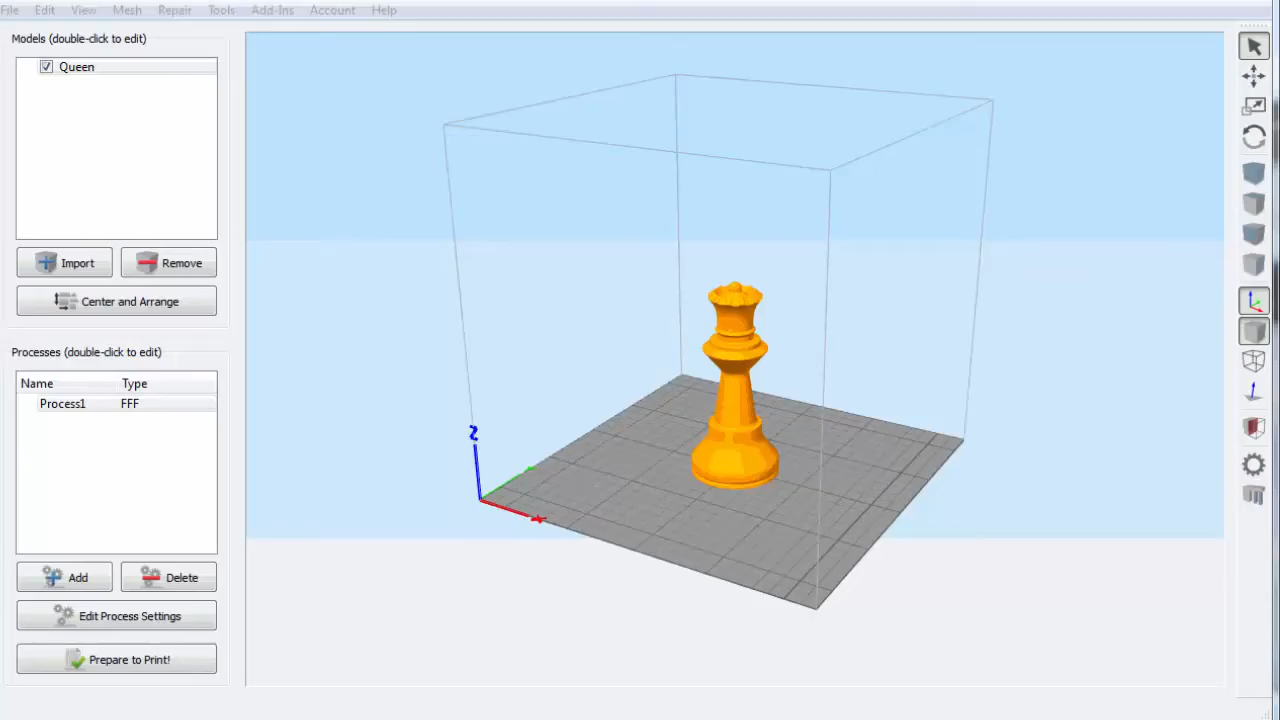 File Edit View Mesh Repair Tools Add-Ins Account Help
Models (double-click to edit)
Queen
Import Remove
Center and Arrange
Processes (double-click to edit)
Name Type
Process1 FFF
Add Delete
Edit Process Settings
Prepare to Print!
Z